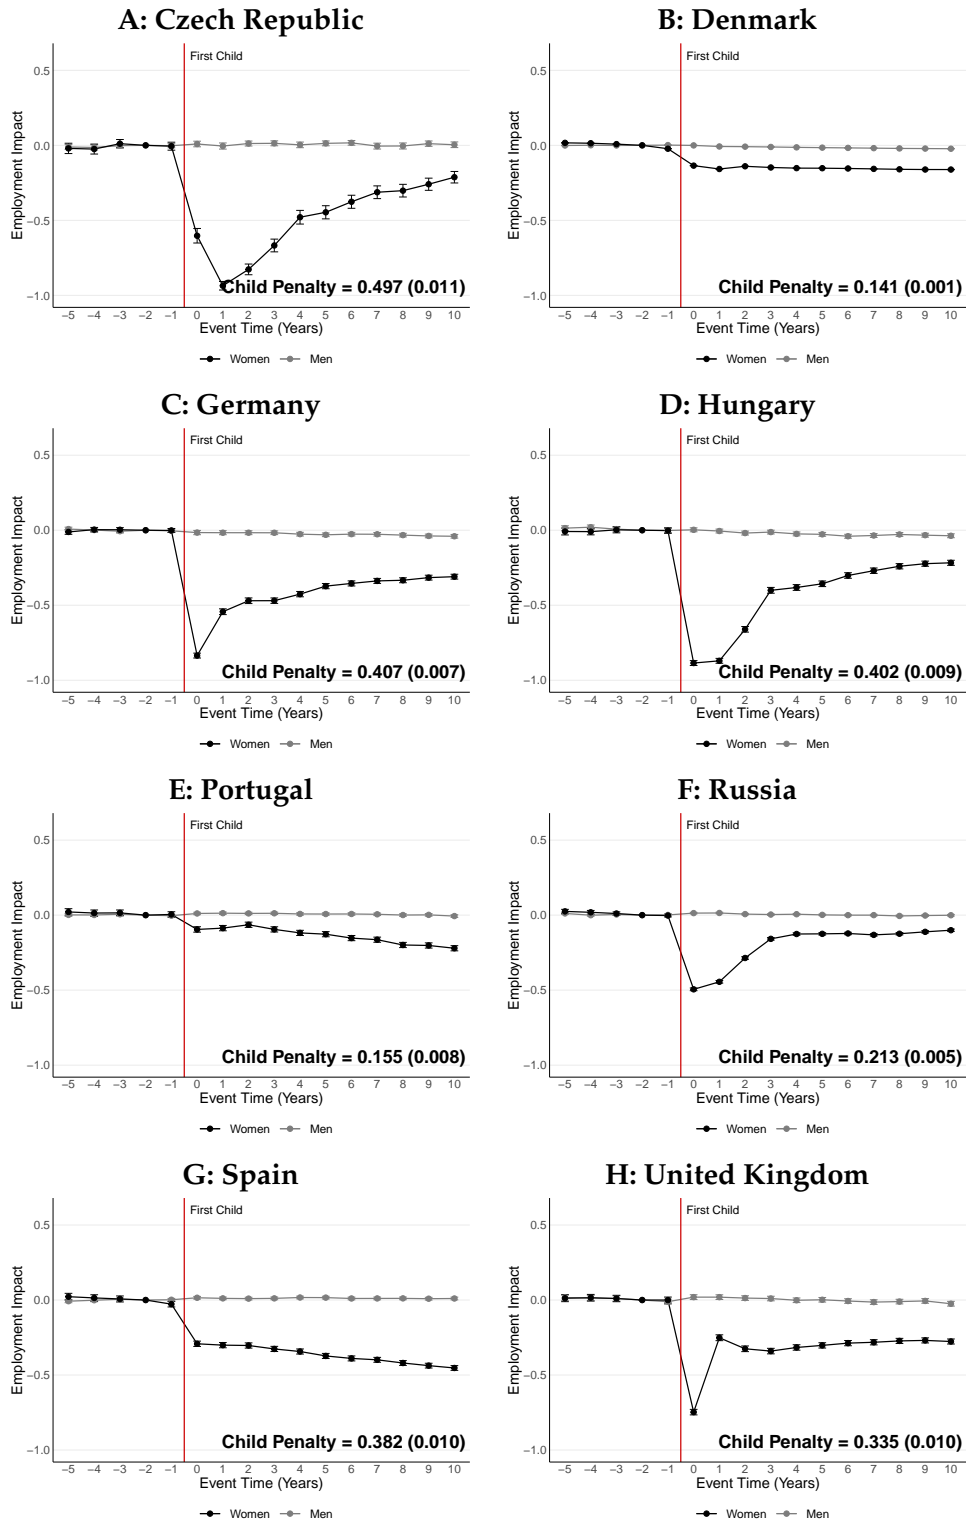 A: Czech Republic
First Child
0.5
0.0
−0.5
−1.0
Employment Impact
Child Penalty = 0.497 (0.011)
−5 −4 −3 −2 −1 0 1 2 3 4 5 6 7 8 9 10
Event Time (Years)
Women Men
B: Denmark
First Child
0.5
0.0
−0.5
−1.0
Employment Impact
Child Penalty = 0.141 (0.001)
−5 −4 −3 −2 −1 0 1 2 3 4 5 6 7 8 9 10
Event Time (Years)
Women Men
C: Germany
First Child
0.5
0.0
−0.5
−1.0
Employment Impact
Child Penalty = 0.407 (0.007)
−5 −4 −3 −2 −1 0 1 2 3 4 5 6 7 8 9 10
Event Time (Years)
Women Men
D: Hungary
First Child
0.5
0.0
−0.5
−1.0
Employment Impact
Child Penalty = 0.402 (0.009)
−5 −4 −3 −2 −1 0 1 2 3 4 5 6 7 8 9 10
Event Time (Years)
Women Men
E: Portugal
First Child
0.5
0.0
−0.5
−1.0
Employment Impact
Child Penalty = 0.155 (0.008)
−5 −4 −3 −2 −1 0 1 2 3 4 5 6 7 8 9 10
Event Time (Years)
Women Men
F: Russia
First Child
0.5
0.0
−0.5
−1.0
Employment Impact
Child Penalty = 0.213 (0.005)
−5 −4 −3 −2 −1 0 1 2 3 4 5 6 7 8 9 10
Event Time (Years)
Women Men
G: Spain
First Child
0.5
0.0
−0.5
−1.0
Employment Impact
Child Penalty = 0.382 (0.010)
−5 −4 −3 −2 −1 0 1 2 3 4 5 6 7 8 9 10
Event Time (Years)
Women Men
H: United Kingdom
First Child
0.5
0.0
−0.5
−1.0
Employment Impact
Child Penalty = 0.335 (0.010)
−5 −4 −3 −2 −1 0 1 2 3 4 5 6 7 8 9 10
Event Time (Years)
Women Men